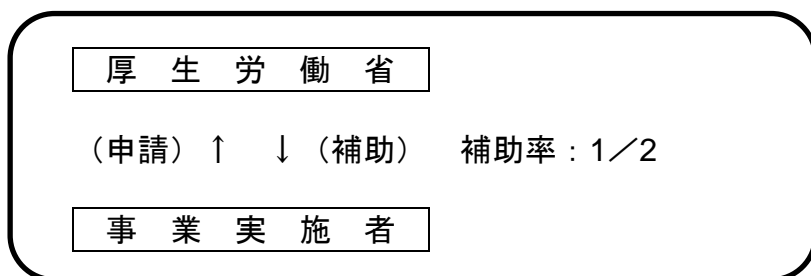 厚　生　労　働　省
（申請）↑　↓（補助）　補助率：1／2
事　業　実　施　者